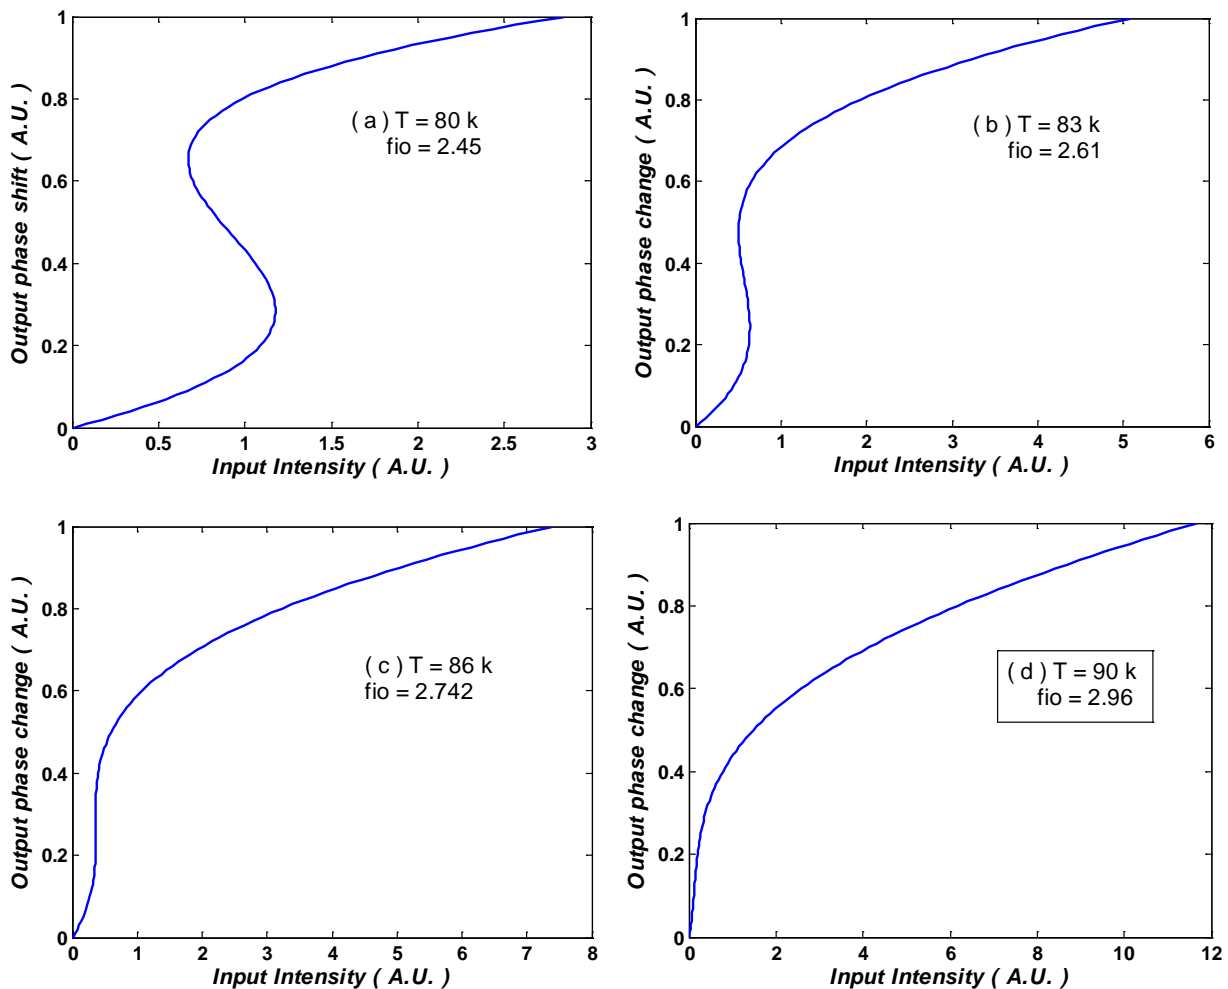 1
0.8
0.6
0.4
0.2
0
0 0.5 1 1.5 2 2.5 3
Output phase shift ( A.U. )
Input Intensity ( A.U. )
( a ) T = 80 k
fio = 2.45
1
0.8
0.6
0.4
0.2
0
0 1 2 3 4 5 6
Output phase change ( A.U. )
Input Intensity ( A.U. )
( b ) T = 83 k
fio = 2.61
1
0.8
0.6
0.4
0.2
0
0 1 2 3 4 5 6 7 8
Output phase change ( A.U. )
Input Intensity ( A.U. )
( c ) T = 86 k
fio = 2.742
1
0.8
0.6
0.4
0.2
0
0 2 4 6 8 10 12
Output phase change ( A.U. )
Input Intensity ( A.U. )
( d ) T = 90 k
fio = 2.96